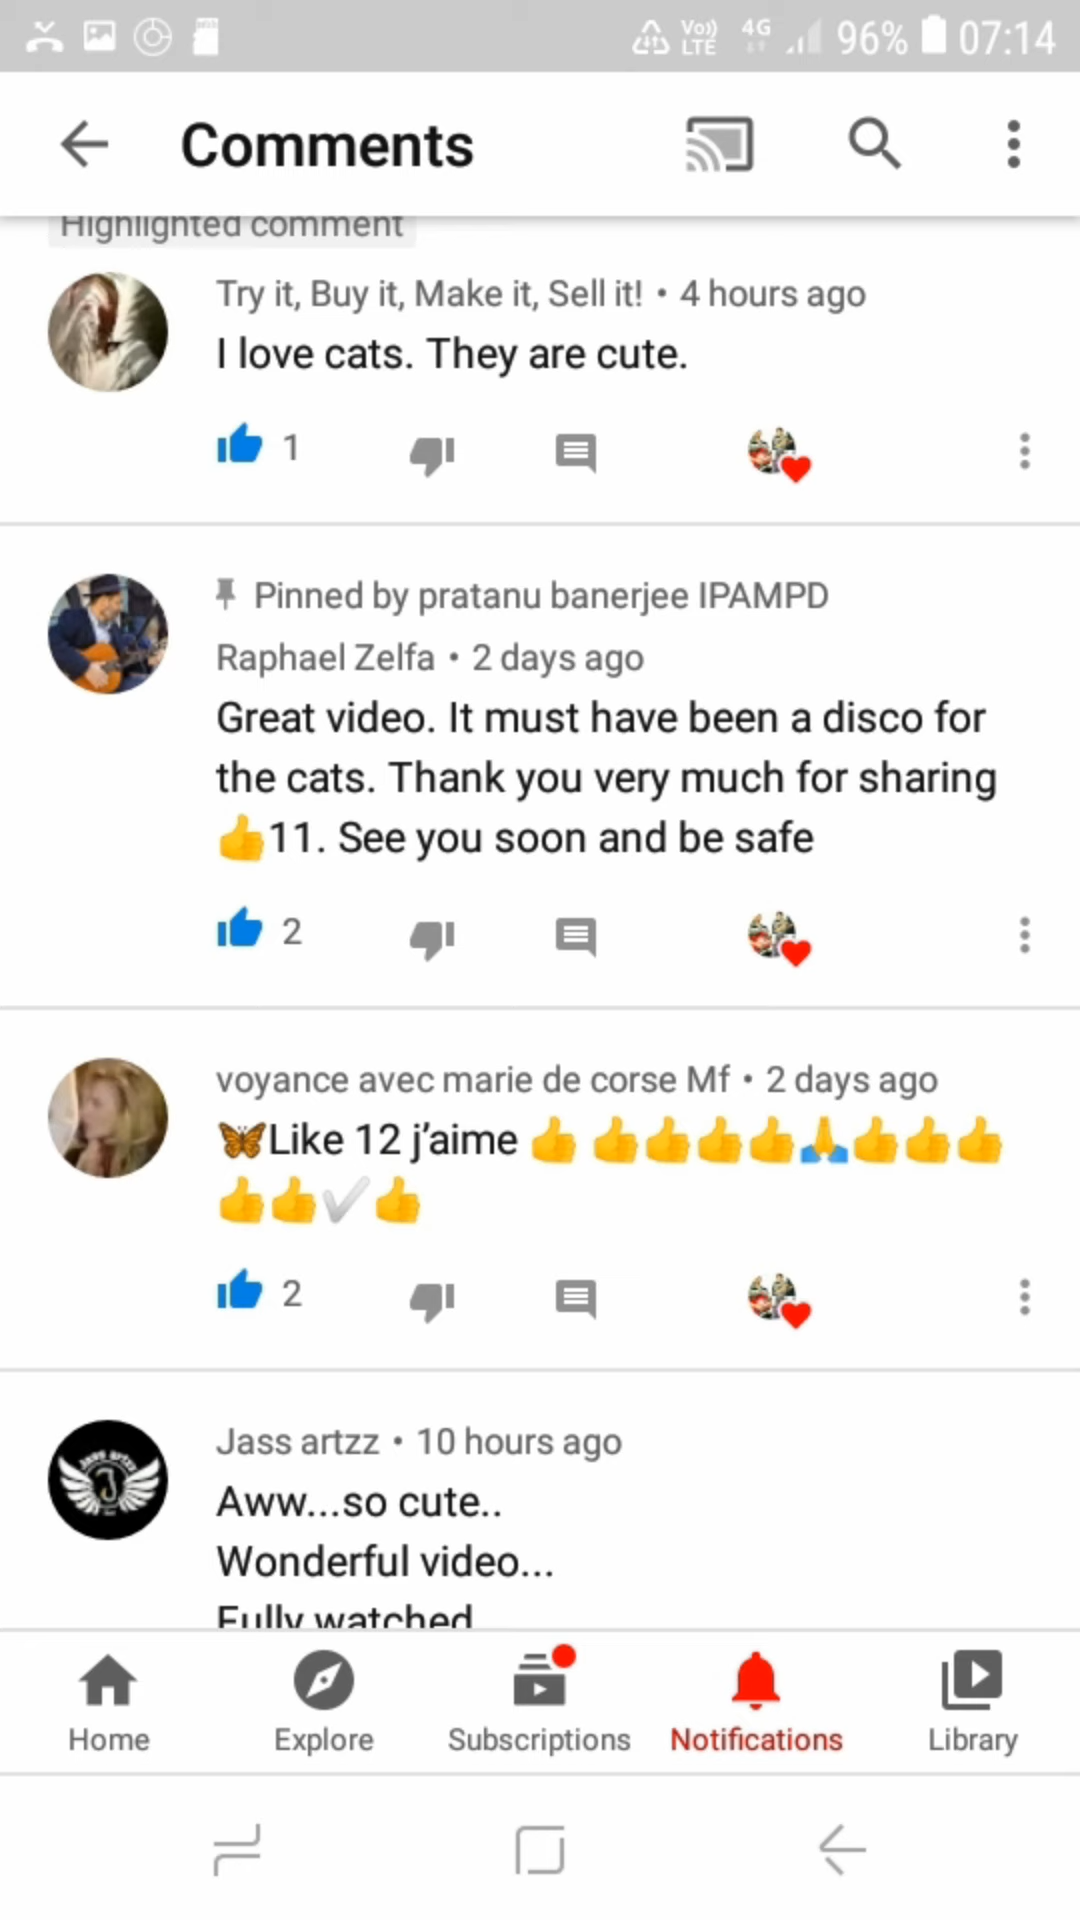 Vo)) LTE 4G 96% 07:14
Comments
Highlighted comment
Try it, Buy it, Make it, Sell it! • 4 hours ago
I love cats. They are cute.
1
Pinned by pratanu banerjee IPAMPD
Raphael Zelfa • 2 days ago
Great video. It must have been a disco for
the cats. Thank you very much for sharing
👍11. See you soon and be safe
2
voyance avec marie de corse Mf • 2 days ago
🦋Like 12 j’aime 👍 👍👍👍👍🙏👍👍👍
👍👍✔👍
2
Jass artzz • 10 hours ago
Aww...so cute..
Wonderful video...
Fully watched
Home Explore Subscriptions Notifications Library